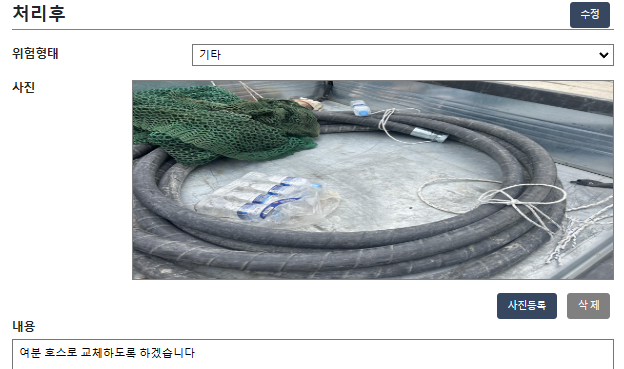 처리후
수정
위험형태
기타
사진
사진등록
삭 제
내용
여분 호스로 교체하도록 하겠습니다